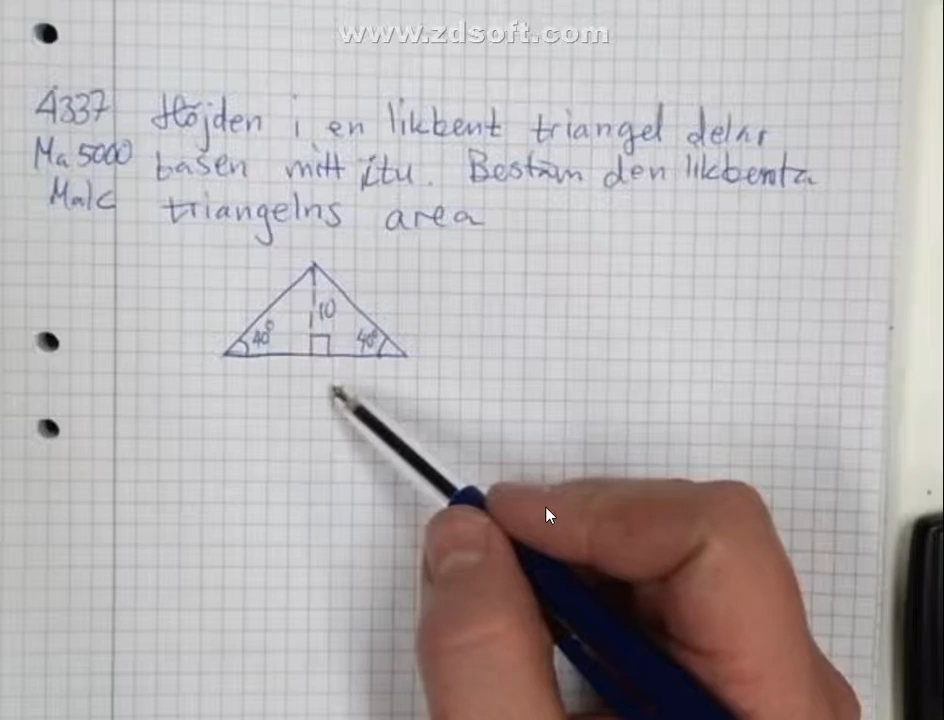 www.zdsoft.com
4337 Höjden i en likbent triangel delar
Ma 5000 basen mitt itu. Bestäm den likbenta
Ma1c triangelns area
10
40°
40°